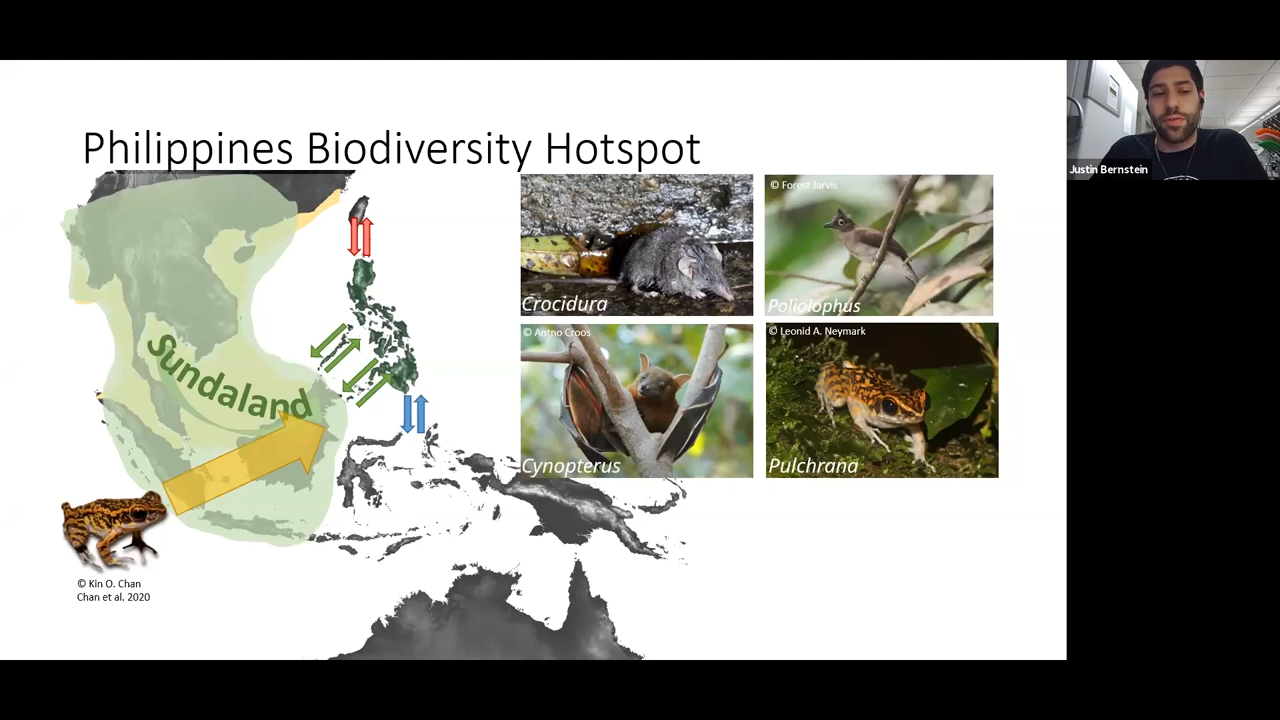 Philippines Biodiversity Hotspot
Justin Bernstein
© Forest Jarvis
Crocidura
Poliolophus
© Antno Croos
© Leonid A. Neymark
Sundaland
Cynopterus
Pulchrana
© Kin O. Chan
Chan et al. 2020